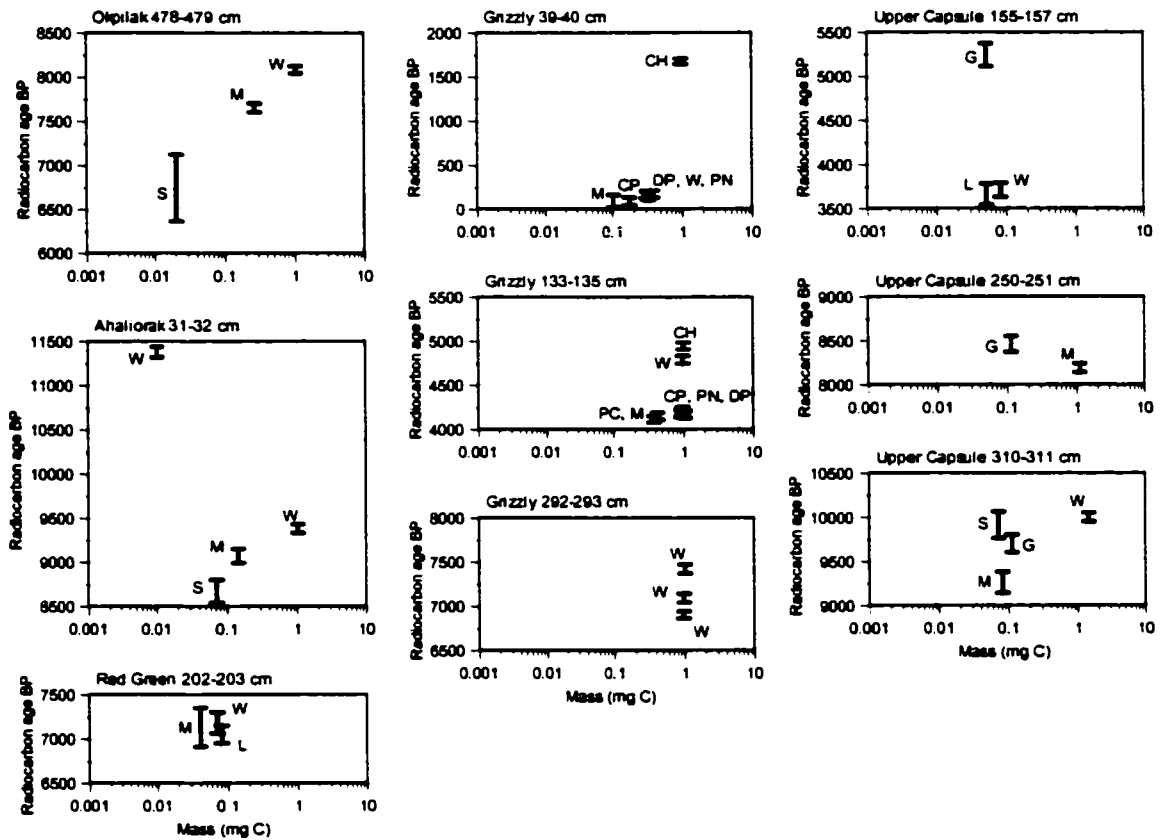 Okpilak 478-479 cm
Radiocarbon age BP
8500
8000
7500
7000
6500
6000
W
M
S
0.001 0.01 0.1 1 10
Ahaliorak 31-32 cm
Radiocarbon age BP
11500
11000
10500
10000
9500
9000
8500
W
W
M
S
0.001 0.01 0.1 1 10
Red Green 202-203 cm
Radiocarbon age BP
7500
7000
6500
W
M
L
0.001 0.01 0.1 1 10
Mass (mg C)
Grizzly 39-40 cm
Radiocarbon age BP
2000
1500
1000
500
0
CH
M
CP
DP, W, PN
0.001 0.01 0.1 1 10
Grizzly 133-135 cm
Radiocarbon age BP
5500
5000
4500
4000
CH
W
CP, PN, DP
PC, M
0.001 0.01 0.1 1 10
Grizzly 292-293 cm
Radiocarbon age BP
8000
7500
7000
6500
W
W
W
0.001 0.01 0.1 1 10
Mass (mg C)
Upper Capsule 155-157 cm
Radiocarbon age BP
5500
5000
4500
4000
3500
G
L
W
0.001 0.01 0.1 1 10
Upper Capsule 250-251 cm
Radiocarbon age BP
9000
8500
8000
G
M
0.001 0.01 0.1 1 10
Upper Capsule 310-311 cm
Radiocarbon age BP
10500
10000
9500
9000
W
S
G
M
0.001 0.01 0.1 1 10
Mass (mg C)